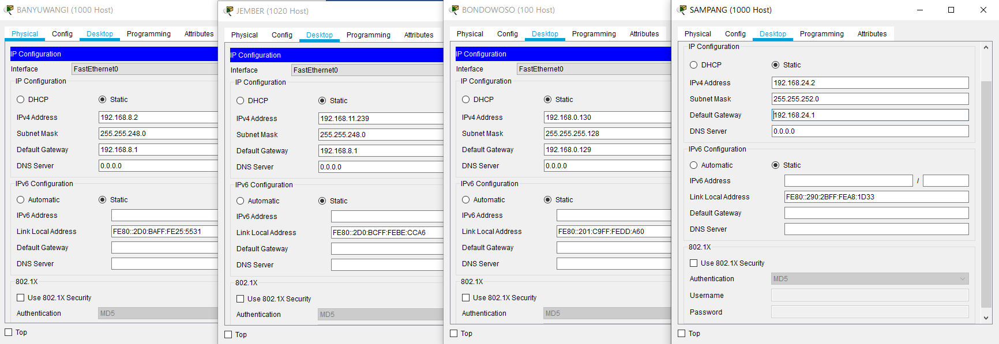 BANYUWANGI (1000 Host)
Physical Config Desktop Programming Attributes
IP Configuration
Interface FastEthernet0
IP Configuration
DHCP Static
IPv4 Address 192.168.8.2
Subnet Mask 255.255.248.0
Default Gateway 192.168.8.1
DNS Server 0.0.0.0
IPv6 Configuration
Automatic Static
IPv6 Address
Link Local Address FE80::2D0:BAFF:FE25:5531
Default Gateway
DNS Server
802.1X
Use 802.1X Security
Authentication MD5
Top
JEMBER (1020 Host)
Physical Config Desktop Programming Attributes
IP Configuration
Interface FastEthernet0
IP Configuration
DHCP Static
IPv4 Address 192.168.11.239
Subnet Mask 255.255.248.0
Default Gateway 192.168.8.1
DNS Server 0.0.0.0
IPv6 Configuration
Automatic Static
IPv6 Address
Link Local Address FE80::2D0:BCFF:FEBE:CCA6
Default Gateway
DNS Server
802.1X
Use 802.1X Security
Authentication MD5
Top
BONDOWOSO (100 Host)
Physical Config Desktop Programming Attributes
IP Configuration
Interface FastEthernet0
IP Configuration
DHCP Static
IPv4 Address 192.168.0.130
Subnet Mask 255.255.255.128
Default Gateway 192.168.0.129
DNS Server 0.0.0.0
IPv6 Configuration
Automatic Static
IPv6 Address
Link Local Address FE80::201:C9FF:FEDD:A60
Default Gateway
DNS Server
802.1X
Use 802.1X Security
Authentication MD5
Top
SAMPANG (1000 Host)
Physical Config Desktop Programming Attributes
IP Configuration
DHCP Static
IPv4 Address 192.168.24.2
Subnet Mask 255.255.252.0
Default Gateway 192.168.24.1
DNS Server 0.0.0.0
IPv6 Configuration
Automatic Static
IPv6 Address /
Link Local Address FE80::290:2BFF:FEA8:1D33
Default Gateway
DNS Server
802.1X
Use 802.1X Security
Authentication MD5
Username
Password
Top